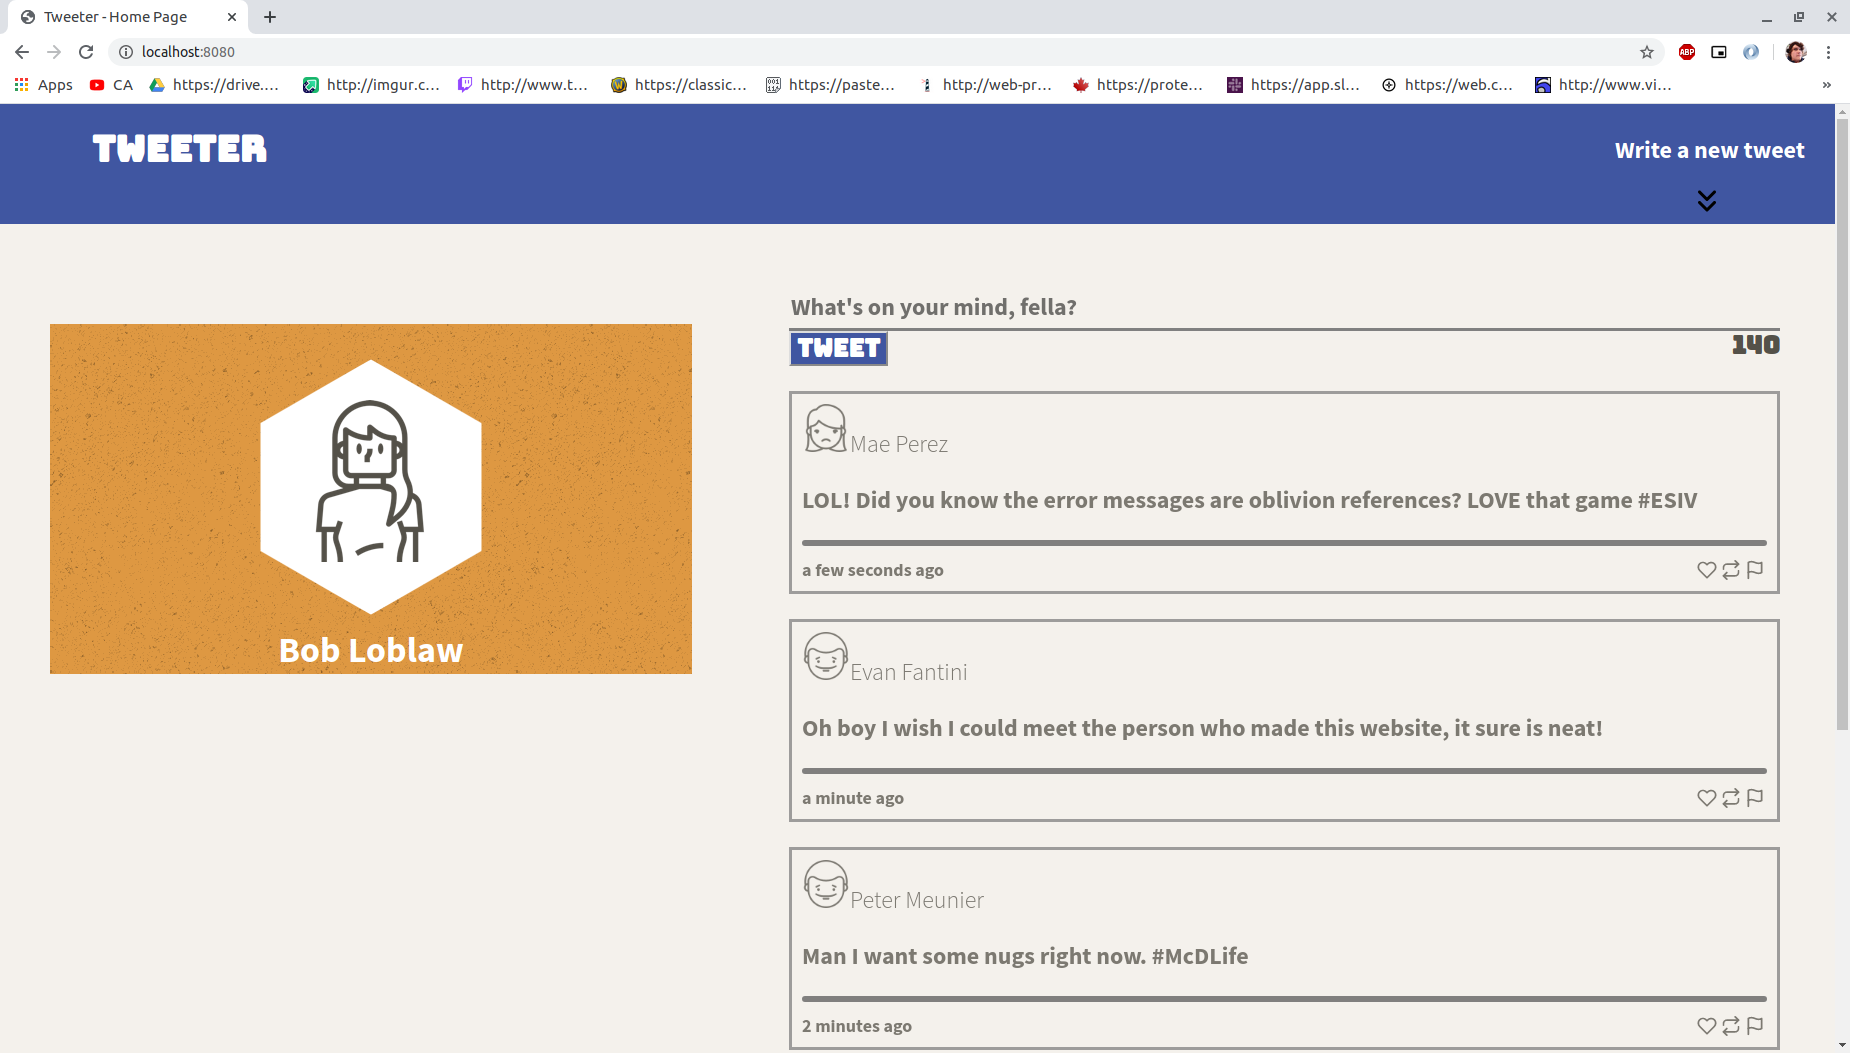 Tweeter - Home Page
localhost:8080
ABP
Apps CA https://drive.... http://imgur.c... http://www.t... https://classic... https://paste... http://web-pr... https://prote... https://app.sl... https://web.c... http://www.vi... »
TWEETER
Write a new tweet
What's on your mind, fella?
TWEET 140
Mae Perez
LOL! Did you know the error messages are oblivion references? LOVE that game #ESIV
a few seconds ago
Bob Loblaw
Evan Fantini
Oh boy I wish I could meet the person who made this website, it sure is neat!
a minute ago
Peter Meunier
Man I want some nugs right now. #McDLife
2 minutes ago